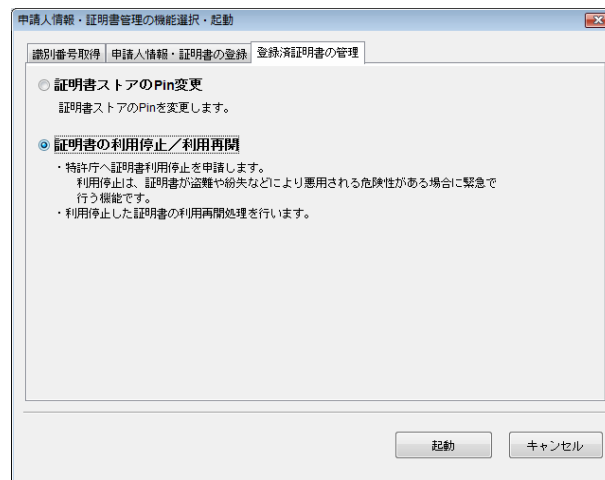 申請人情報・証明書管理の機能選択・起動
識別番号取得 申請人情報・証明書の登録 登録済証明書の管理
証明書ストアのPin変更
証明書ストアのPinを変更します。
証明書の利用停止／利用再開
・特許庁へ証明書利用停止を申請します。
利用停止は、証明書が盗難や紛失などにより悪用される危険性がある場合に緊急で
行う機能です。
・利用停止した証明書の利用再開処理を行います。
起動 キャンセル